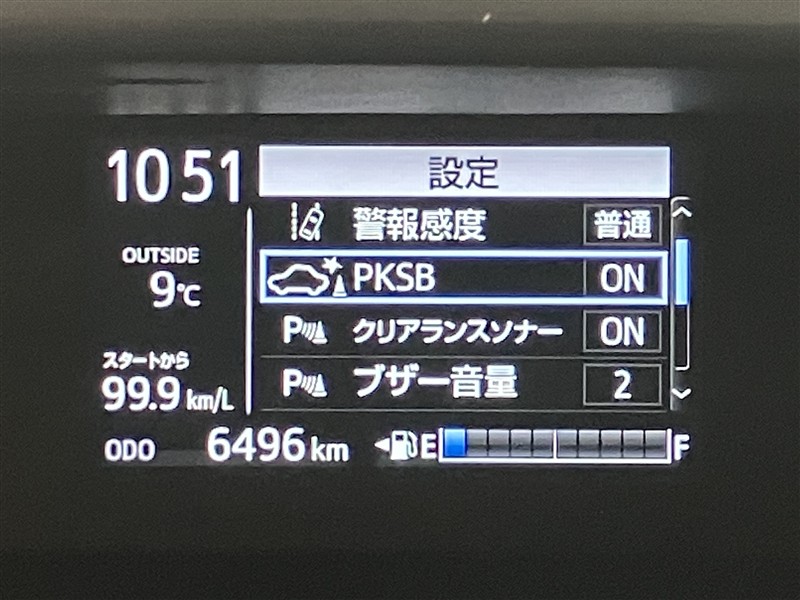 10 51
設定
警報感度 普通
OUTSIDE
9℃
PKSB ON
P クリアランスソナー ON
スタートから
99.9 km/L
P ブザー音量 2
ODO 6496 km
E F